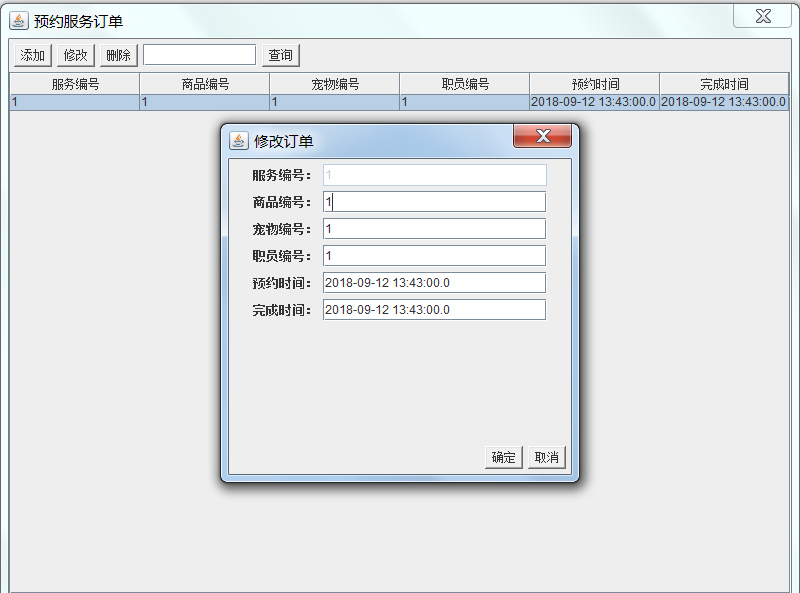 预约服务订单
添加 修改 删除 查询
服务编号 商品编号 宠物编号 职员编号 预约时间 完成时间
1 1 1 1 2018-09-12 13:43:00.0 2018-09-12 13:43:00.0
修改订单
服务编号： 1
商品编号： 1
宠物编号： 1
职员编号： 1
预约时间： 2018-09-12 13:43:00.0
完成时间： 2018-09-12 13:43:00.0
确定 取消